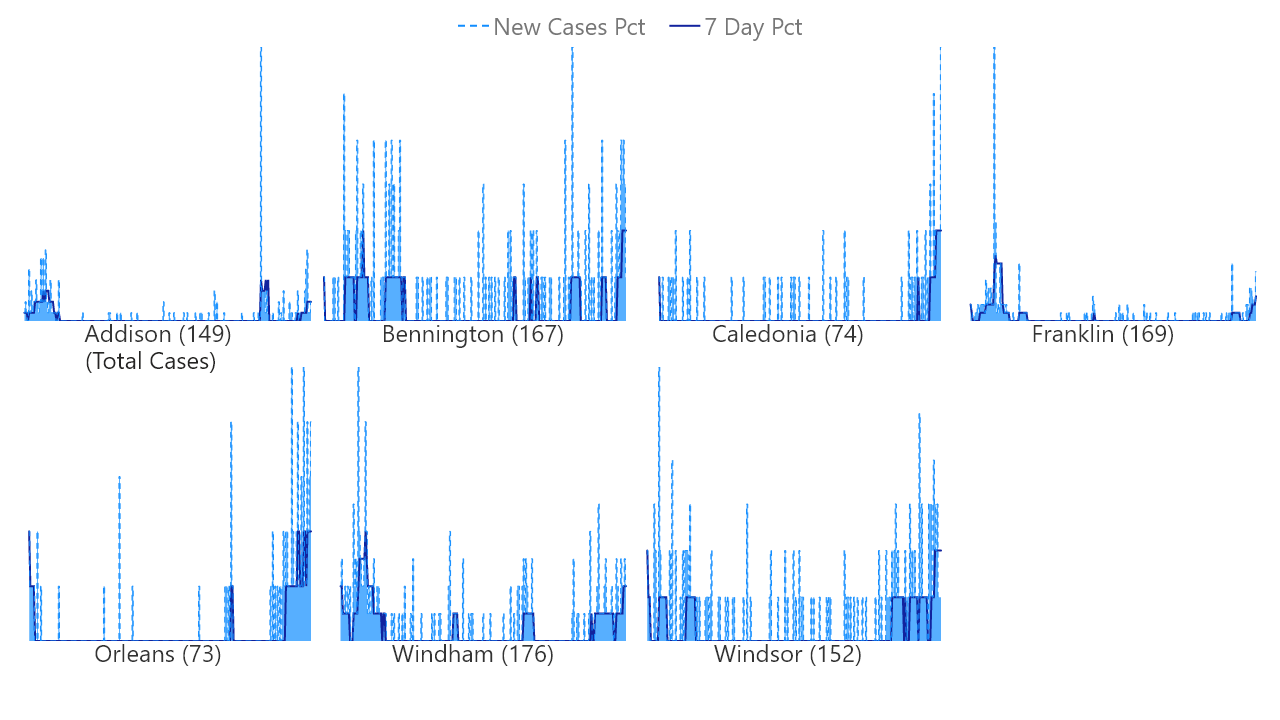 New Cases Pct 7 Day Pct
Addison (149) Bennington (167) Caledonia (74) Franklin (169)
(Total Cases)
Orleans (73) Windham (176) Windsor (152)